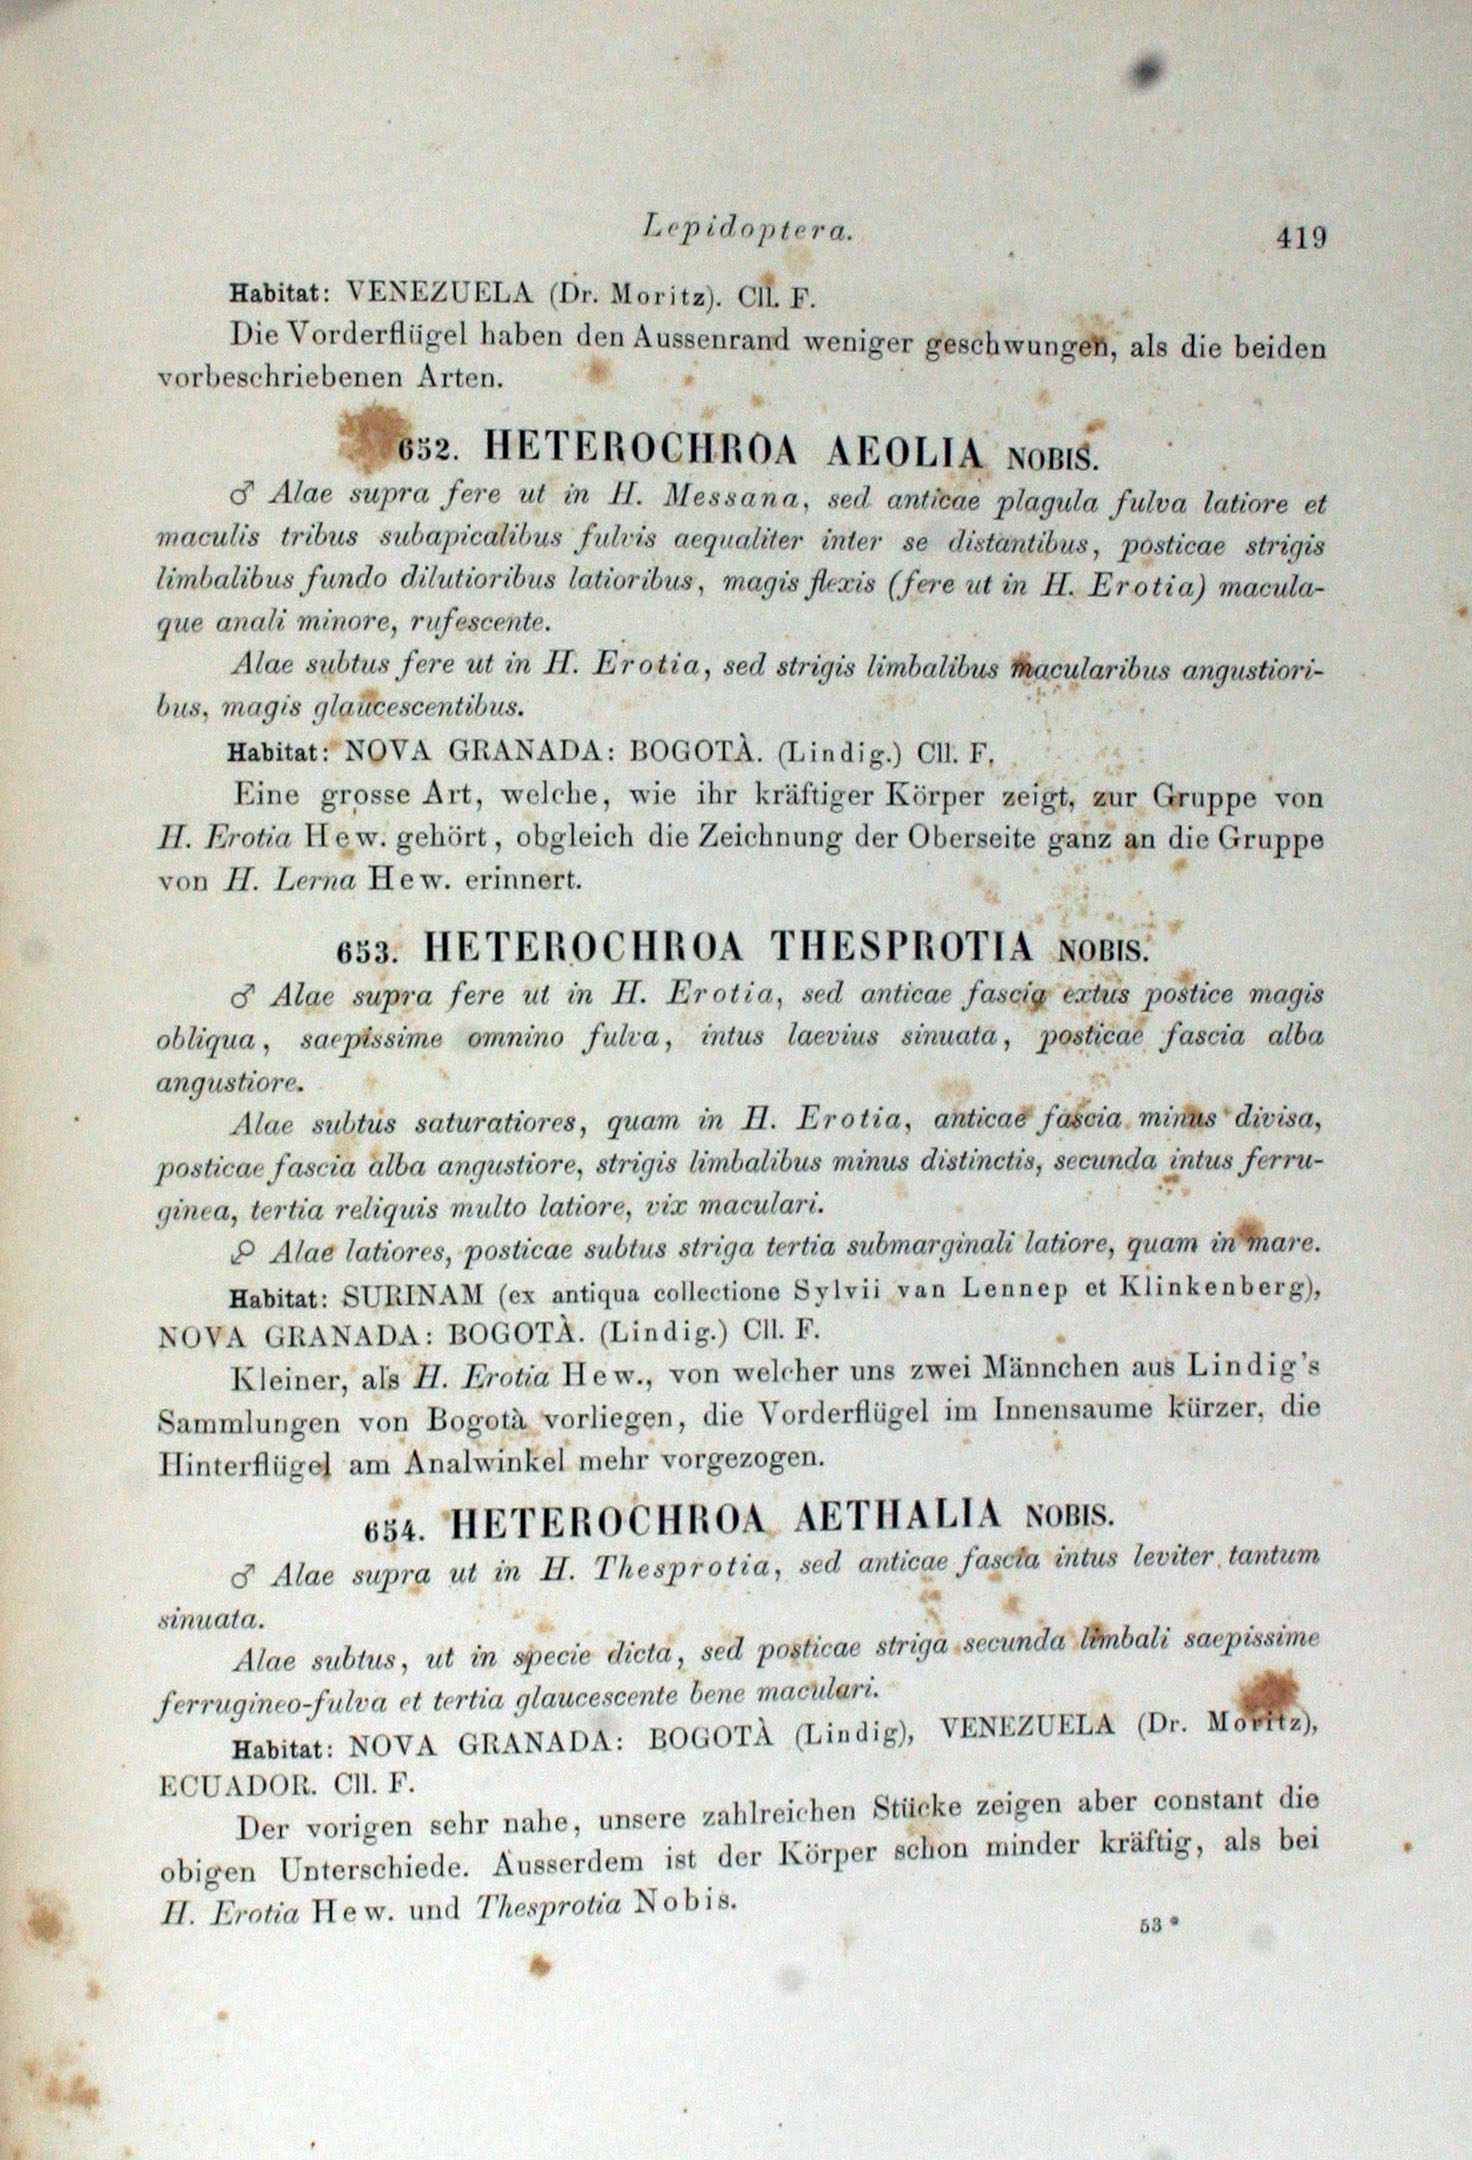 Lepidoptera.
419
Habitat: VENEZUELA (Dr. Moritz). Cll. F.
Die Vorderflügel haben den Aussenrand weniger geschwungen, als die beiden
vorbeschriebenen Arten.
652. HETEROCHROA AEOLIA NOBIS.
♂ Alae supra fere ut in H. Messana, sed anticae plagula fulva latiore et
maculis tribus subapicalibus fulvis aequaliter inter se distantibus, posticae strigis
limbalibus fundo dilutioribus latioribus, magis flexis (fere ut in H. Erotia) macula-
que anali minore, rufescente.
Alae subtus fere ut in H. Erotia, sed strigis limbalibus macularibus angustiori-
bus, magis glaucescentibus.
Habitat: NOVA GRANADA: BOGOTÀ. (Lindig.) Cll. F.
Eine grosse Art, welche, wie ihr kräftiger Körper zeigt, zur Gruppe von
H. Erotia Hew. gehört, obgleich die Zeichnung der Oberseite ganz an die Gruppe
von H. Lerna Hew. erinnert.
653. HETEROCHROA THESPROTIA NOBIS.
♂ Alae supra fere ut in H. Erotia, sed anticae fascia extus postice magis
obliqua, saepissime omnino fulva, intus laevius sinuata, posticae fascia alba
angustiore.
Alae subtus saturatiores, quam in H. Erotia, anticae fascia minus divisa,
posticae fascia alba angustiore, strigis limbalibus minus distinctis, secunda intus ferru-
ginea, tertia reliquis multo latiore, vix maculari.
♀ Alae latiores, posticae subtus striga tertia submarginali latiore, quam in mare.
Habitat: SURINAM (ex antiqua collectione Sylvii van Lennep et Klinkenberg),
NOVA GRANADA: BOGOTÀ. (Lindig.) Cll. F.
Kleiner, als H. Erotia Hew., von welcher uns zwei Männchen aus Lindig's
Sammlungen von Bogotà vorliegen, die Vorderflügel im Innensaume kürzer, die
Hinterflügel am Analwinkel mehr vorgezogen.
654. HETEROCHROA AETHALIA NOBIS.
♂ Alae supra ut in H. Thesprotia, sed anticae fascia intus leviter tantum
sinuata.
Alae subtus, ut in specie dicta, sed posticae striga secunda limbali saepissime
ferrugineo-fulva et tertia glaucescente bene maculari.
Habitat: NOVA GRANADA: BOGOTÀ (Lindig), VENEZUELA (Dr. Moritz),
ECUADOR. Cll. F.
Der vorigen sehr nahe, unsere zahlreichen Stücke zeigen aber constant die
obigen Unterschiede. Ausserdem ist der Körper schon minder kräftig, als bei
H. Erotia Hew. und Thesprotia Nobis.
53 *